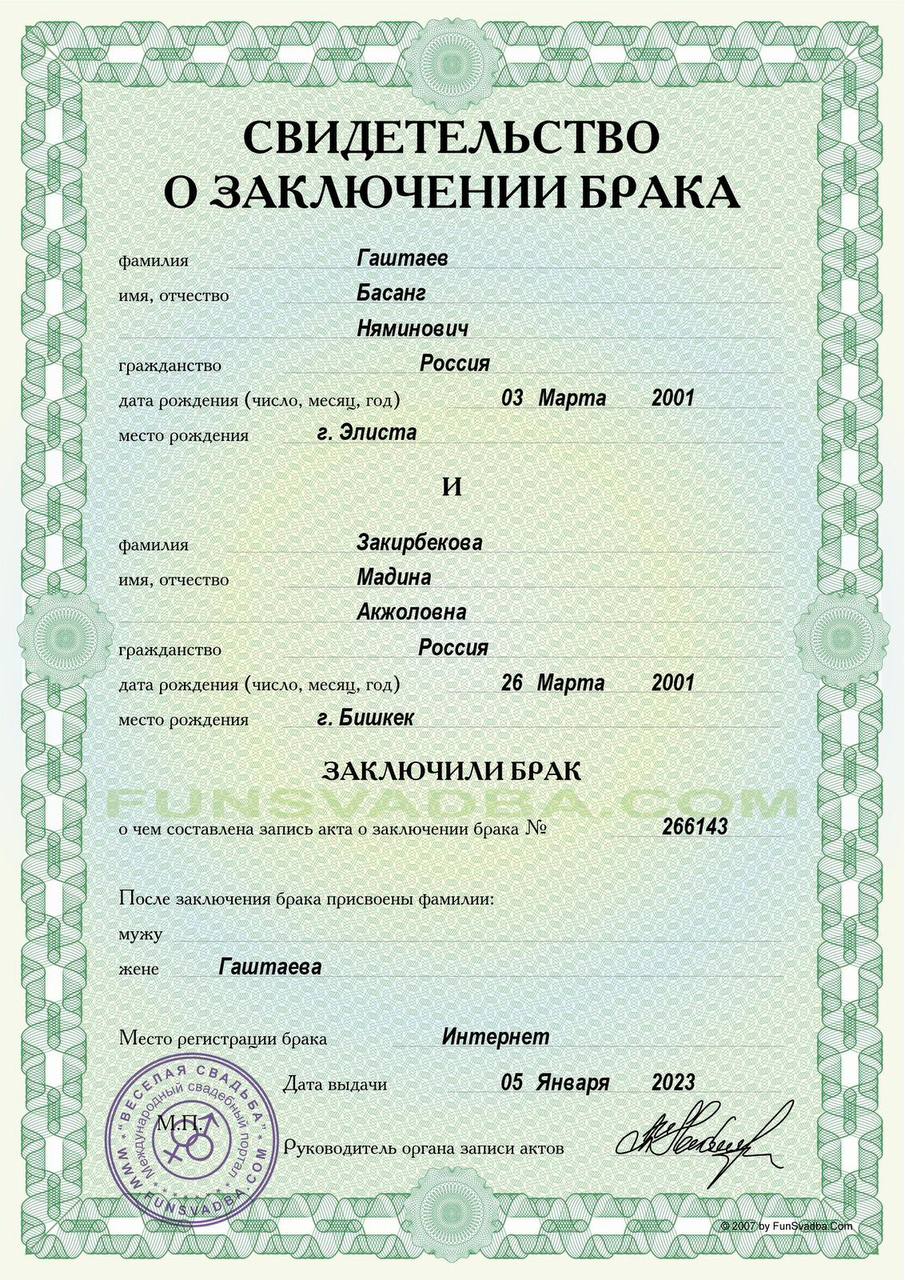 СВИДЕТЕЛЬСТВО
О ЗАКЛЮЧЕНИИ БРАКА
фамилия Гаштаев
имя, отчество Басанг
Няминович
гражданство Россия
дата рождения (число, месяц, год) 03 Марта 2001
место рождения г. Элиста
И
фамилия Закирбекова
имя, отчество Мадина
Акжоловна
гражданство Россия
дата рождения (число, месяц, год) 26 Марта 2001
место рождения г. Бишкек
ЗАКЛЮЧИЛИ БРАК
FUNSVADBA.COM
о чем составлена запись акта о заключении брака № 266143
После заключения брака присвоены фамилии:
мужу
жене Гаштаева
Место регистрации брака Интернет
Дата выдачи 05 Января 2023
"ВЕСЕЛАЯ СВАДЬБА"
Международный свадебный портал
М.П.
WWW.FUNSVADBA.COM
Руководитель органа записи актов
© 2007 by FunSvadba.Com